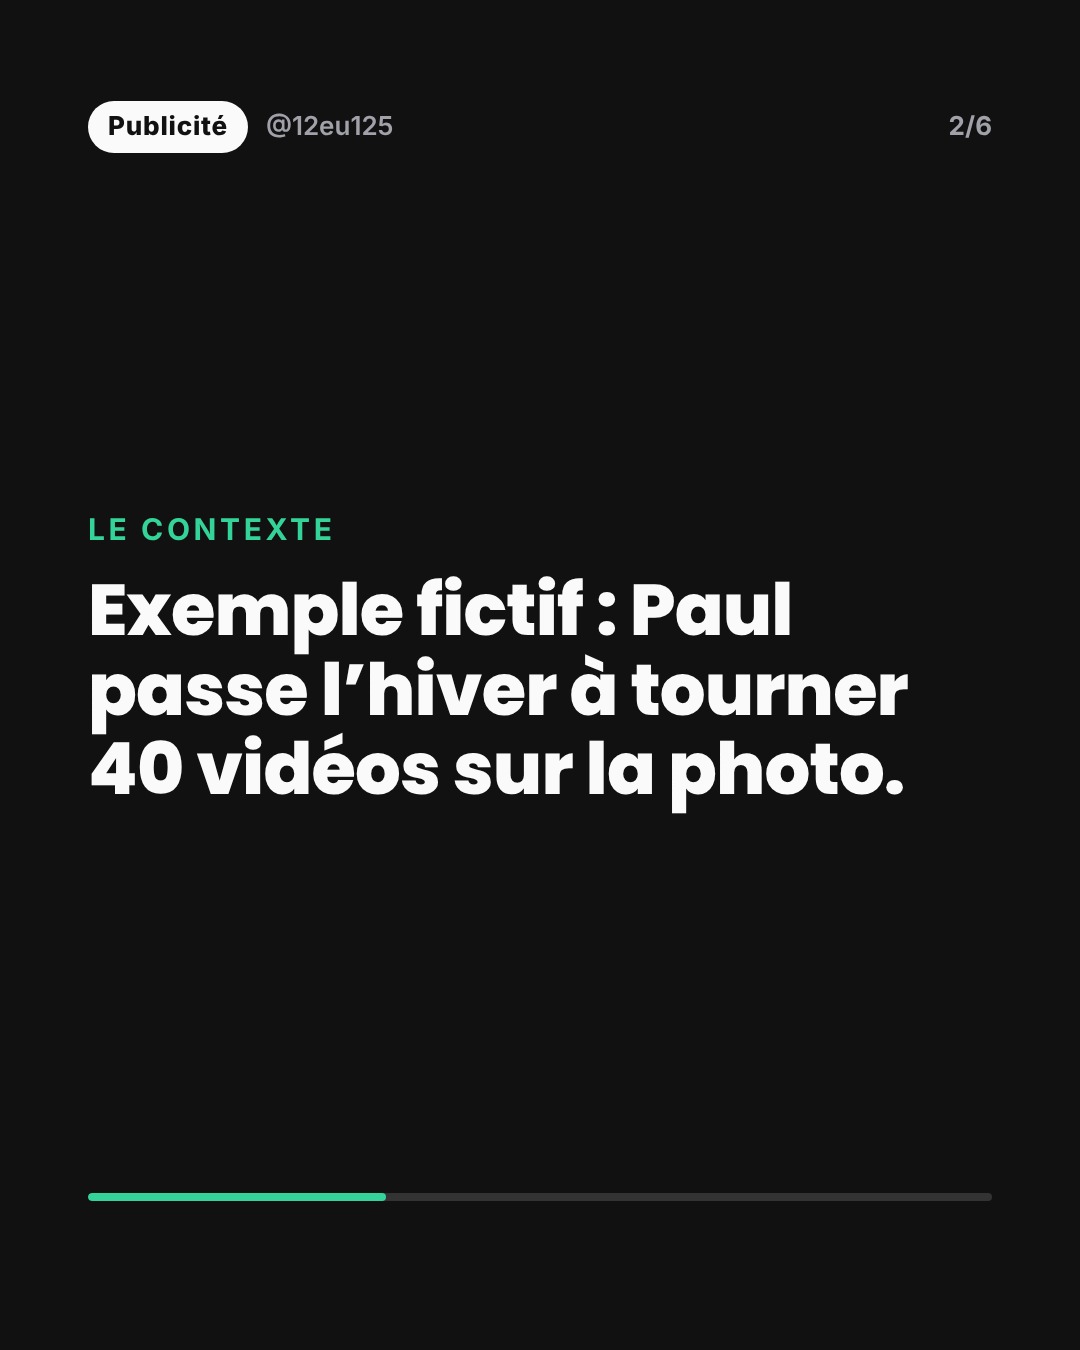 Publicité @12eu125 2/6
LE CONTEXTE
Exemple fictif : Paul
passe l’hiver à tourner
40 vidéos sur la photo.